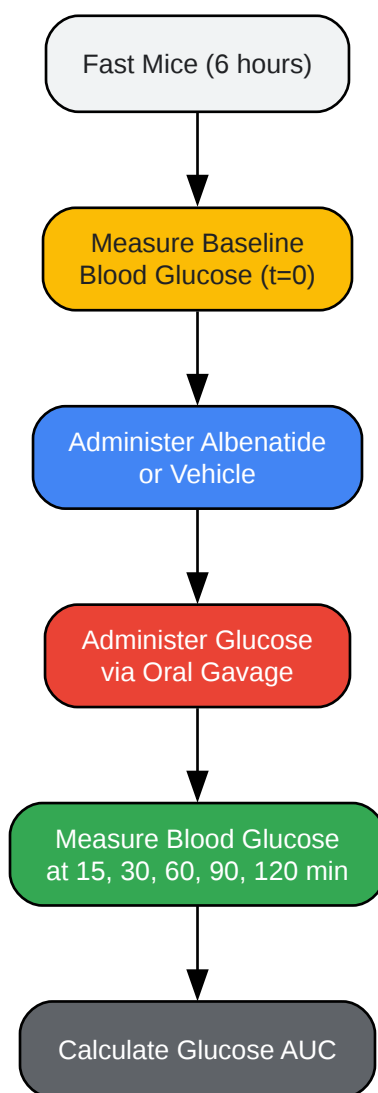 Fast Mice (6 hours)
Measure Baseline
Blood Glucose (t=0)
Administer Albenatide
or Vehicle
Administer Glucose
via Oral Gavage
Measure Blood Glucose
at 15, 30, 60, 90, 120 min
Calculate Glucose AUC